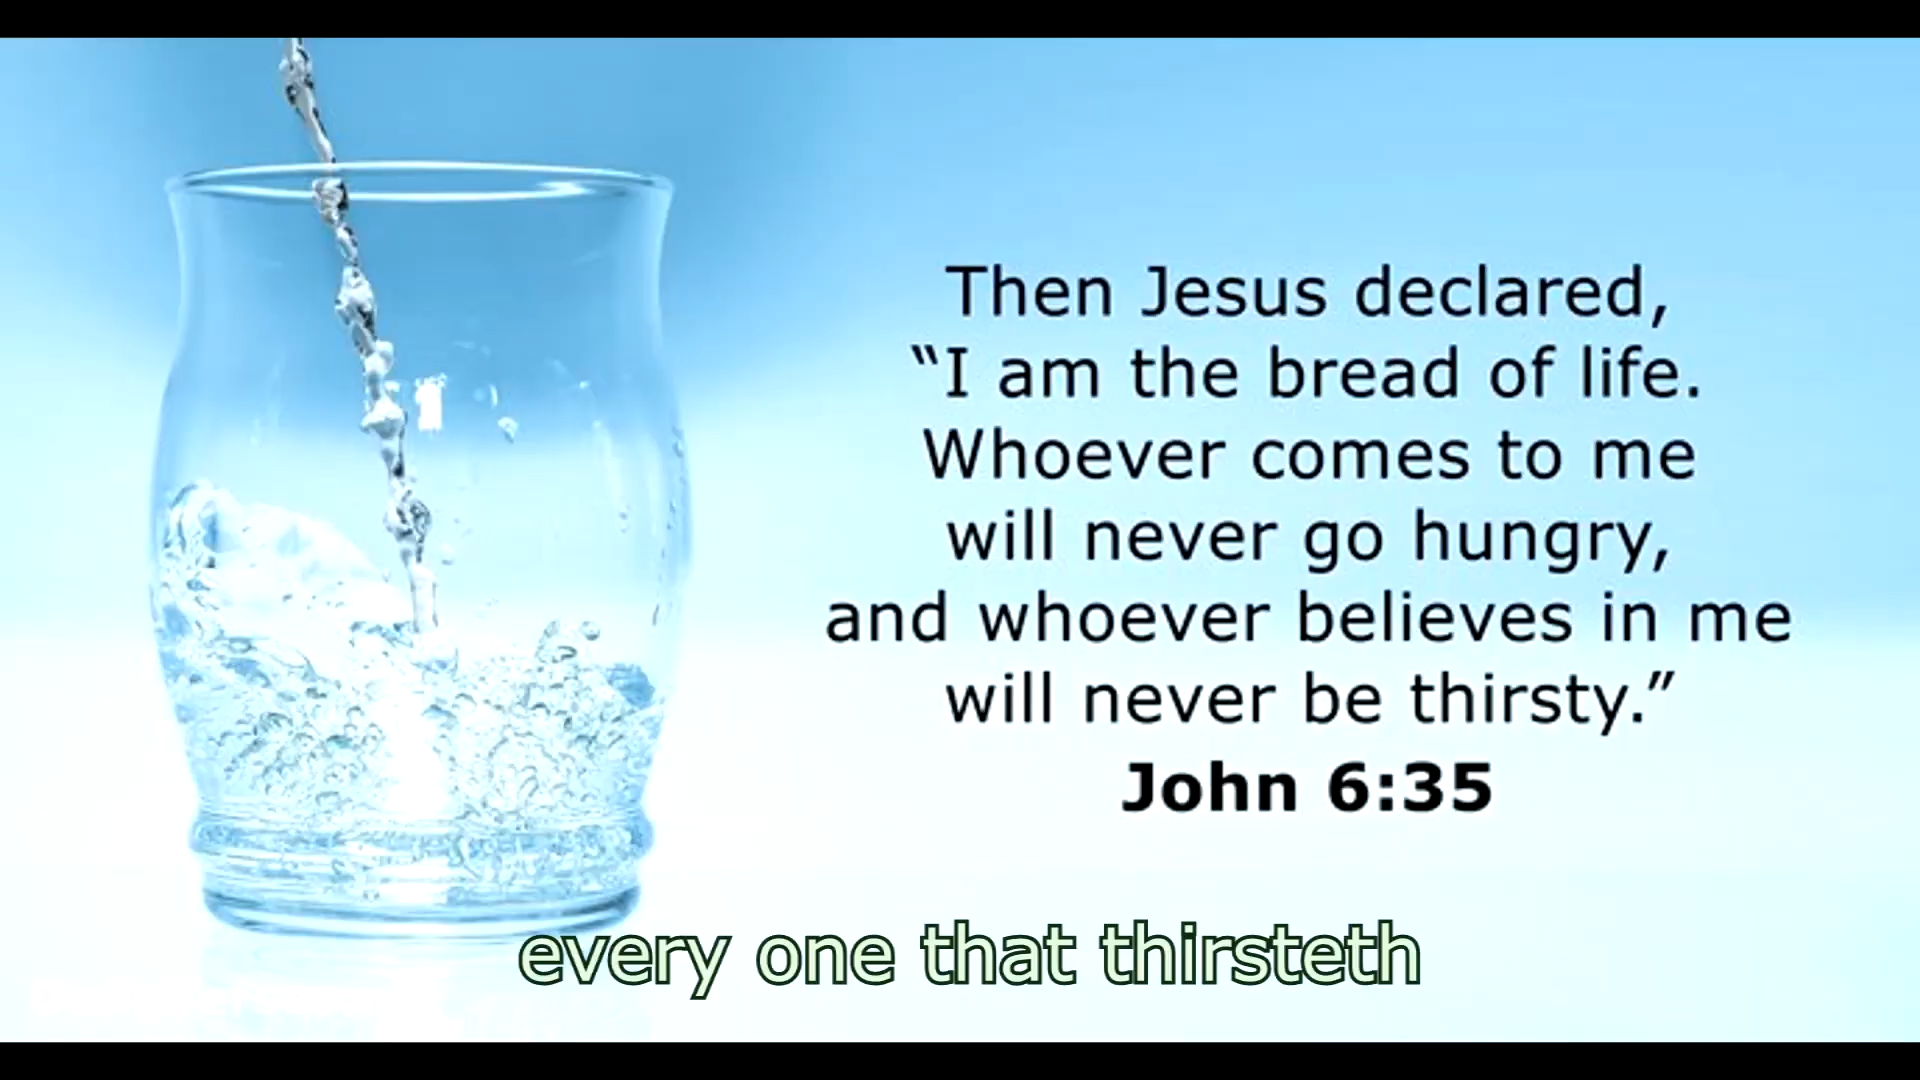 Then Jesus declared,
“I am the bread of life.
Whoever comes to me
will never go hungry,
and whoever believes in me
will never be thirsty.”
John 6:35
every one that thirsteth